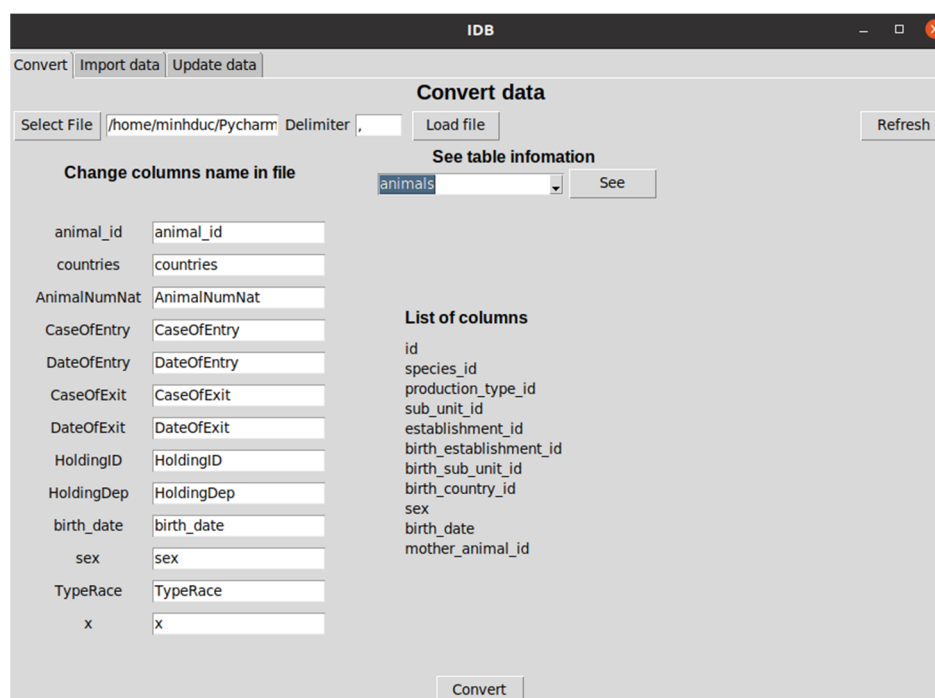 IDB
Convert Import data Update data
Convert data
Select File /home/minhduc/Pycharm Delimiter , Load file Refresh
See table infomation
Change columns name in file
animals See
animal_id animal_id
countries countries
AnimalNumNat AnimalNumNat
CaseOfEntry CaseOfEntry
DateOfEntry DateOfEntry
CaseOfExit CaseOfExit
DateOfExit DateOfExit
HoldingID HoldingID
HoldingDep HoldingDep
birth_date birth_date
sex sex
TypeRace TypeRace
x x
List of columns
id
species_id
production_type_id
sub_unit_id
establishment_id
birth_establishment_id
birth_sub_unit_id
birth_country_id
sex
birth_date
mother_animal_id
Convert